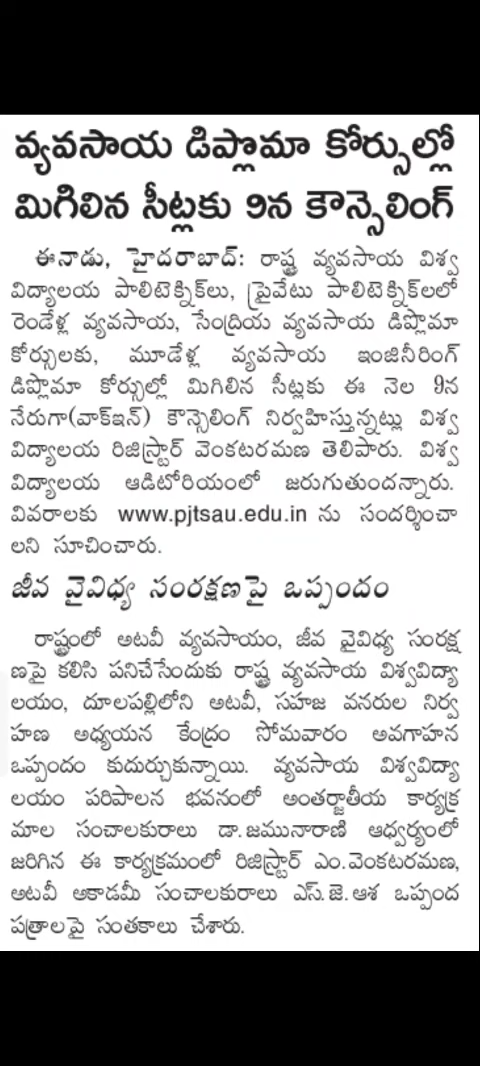 వ్యవసాయ డిప్లొమా కోర్సుల్లో
మిగిలిన సీట్లకు 9న కౌన్సెలింగ్
ఈనాడు, హైదరాబాద్: రాష్ట్ర వ్యవసాయ విశ్వ
విద్యాలయ పాలిటెక్నిక్‌లు, ప్రైవేటు పాలిటెక్నిక్‌లలో
రెండేళ్ల వ్యవసాయ, సేంద్రియ వ్యవసాయ డిప్లొమా
కోర్సులకు, మూడేళ్ల వ్యవసాయ ఇంజినీరింగ్
డిప్లొమా కోర్సుల్లో మిగిలిన సీట్లకు ఈ నెల 9న
నేరుగా(వాక్‌ఇన్) కౌన్సెలింగ్ నిర్వహిస్తున్నట్లు విశ్వ
విద్యాలయ రిజిస్ట్రార్ వెంకటరమణ తెలిపారు. విశ్వ
విద్యాలయ ఆడిటోరియంలో జరుగుతుందన్నారు.
వివరాలకు www.pjtsau.edu.in ను సందర్శించా
లని సూచించారు.
జీవ వైవిధ్య సంరక్షణపై ఒప్పందం
రాష్ట్రంలో అటవీ వ్యవసాయం, జీవ వైవిధ్య సంరక్ష
ణపై కలిసి పనిచేసేందుకు రాష్ట్ర వ్యవసాయ విశ్వవిద్యా
లయం, దూలపల్లిలోని అటవీ, సహజ వనరుల నిర్వ
హణ అధ్యయన కేంద్రం సోమవారం అవగాహన
ఒప్పందం కుదుర్చుకున్నాయి. వ్యవసాయ విశ్వవిద్యా
లయం పరిపాలన భవనంలో అంతర్జాతీయ కార్యక్ర
మాల సంచాలకురాలు డా.జమునారాణి ఆధ్వర్యంలో
జరిగిన ఈ కార్యక్రమంలో రిజిస్ట్రార్ ఎం.వెంకటరమణ,
అటవీ అకాడమీ సంచాలకురాలు ఎస్.జె.ఆశ ఒప్పంద
పత్రాలపై సంతకాలు చేశారు.